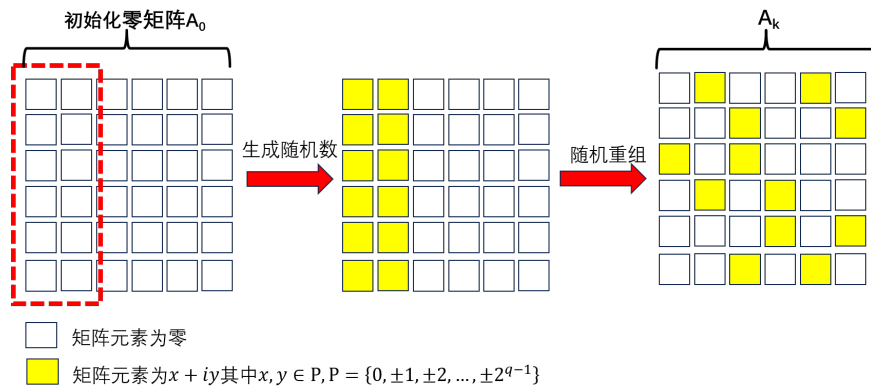 初始化零矩阵A₀
A_k
生成随机数
随机重组
矩阵元素为零
矩阵元素为x + iy其中x, y ∈ P, P = {0, ±1, ±2, …, ±2^{q−1}}